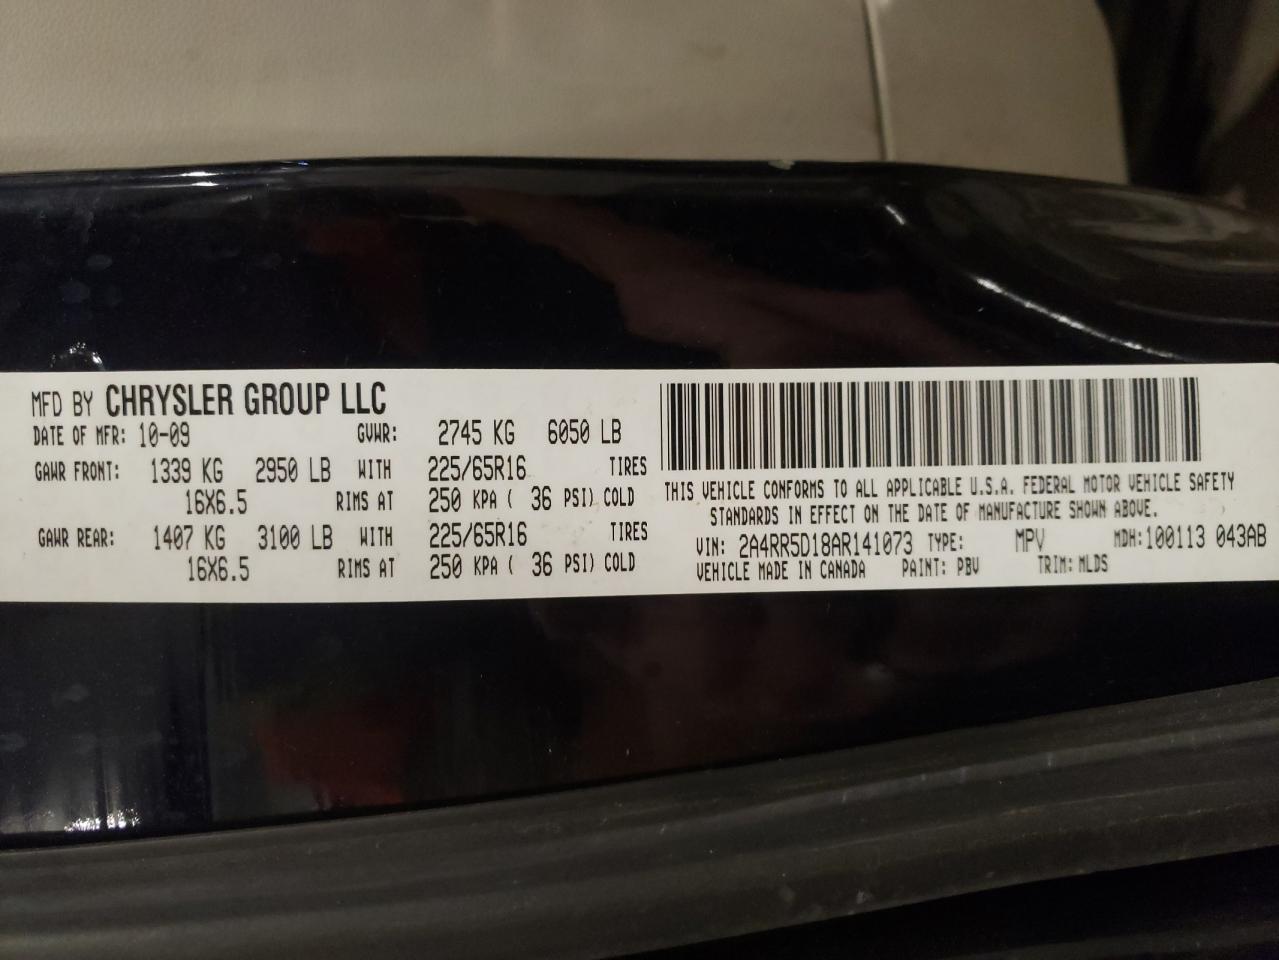 MFD BY CHRYSLER GROUP LLC
DATE OF MFR: 10-09 GVWR: 2745 KG 6050 LB
GAWR FRONT: 1339 KG 2950 LB WITH 225/65R16 TIRES
16X6.5 RIMS AT 250 KPA ( 36 PSI) COLD
GAWR REAR: 1407 KG 3100 LB WITH 225/65R16 TIRES
16X6.5 RIMS AT 250 KPA ( 36 PSI) COLD
THIS VEHICLE CONFORMS TO ALL APPLICABLE U.S.A. FEDERAL MOTOR VEHICLE SAFETY
STANDARDS IN EFFECT ON THE DATE OF MANUFACTURE SHOWN ABOVE.
VIN: 2A4RR5D18AR141073 TYPE: MPV MDH:100113 043AB
VEHICLE MADE IN CANADA PAINT: PBV TRIM: MLDS